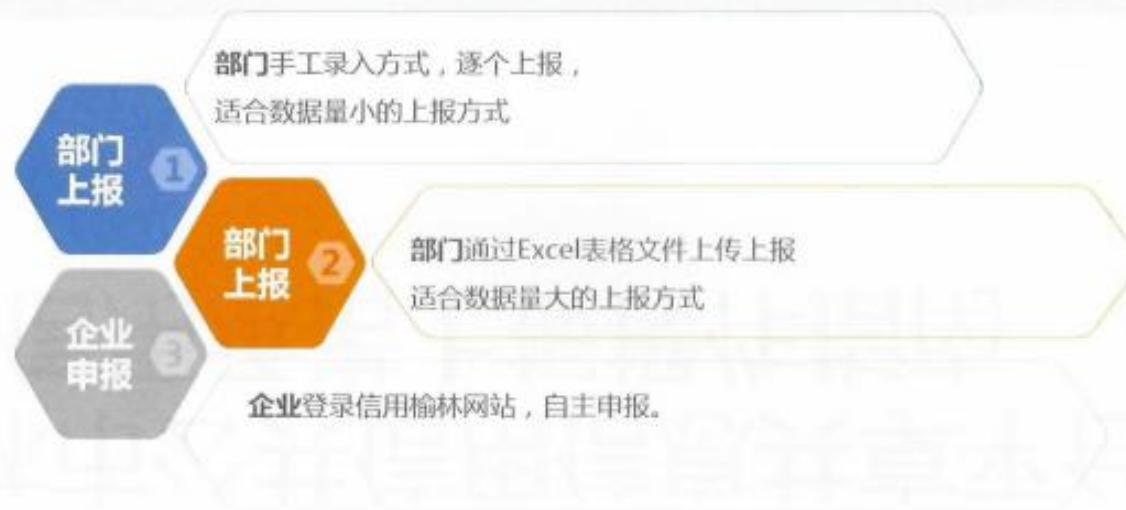 部门手工录入方式，逐个上报，
适合数据量小的上报方式
部门
上报
1
部门
上报
2
部门通过Excel表格文件上传上报
适合数据量大的上报方式
企业
申报
3
企业登录信用榆林网站，自主申报。